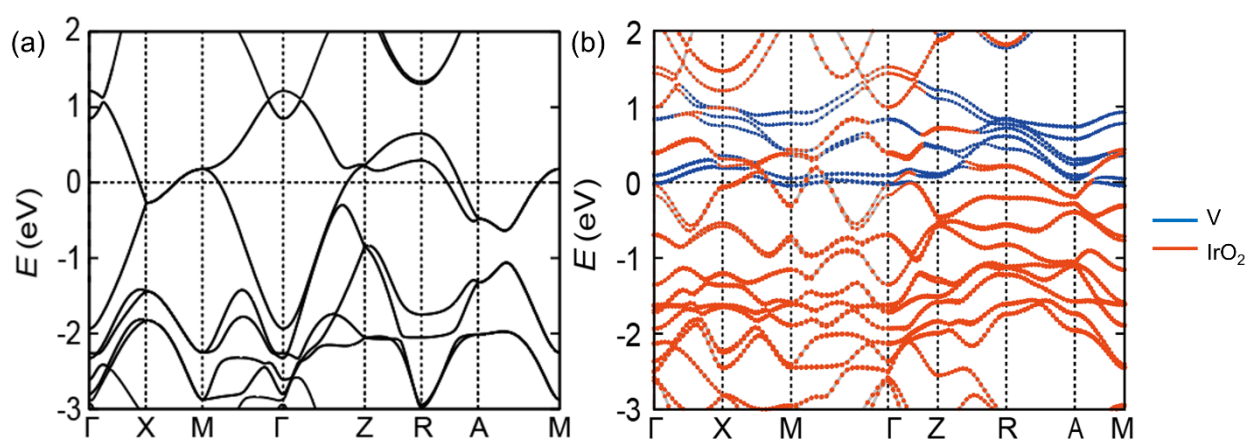 (a)
2
1
0
-1
-2
-3
E (eV)
Γ X M Γ Z R A M
(b)
2
1
0
-1
-2
-3
E (eV)
Γ X M Γ Z R A M
V
IrO₂